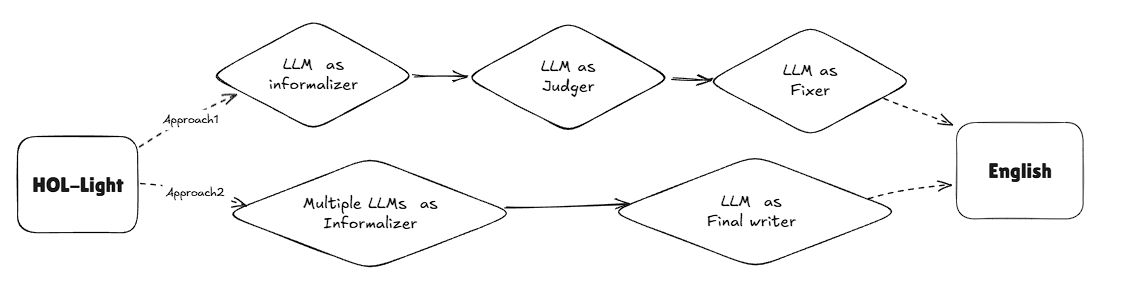 LLM as
informalizer
LLM as
Judger
LLM as
Fixer
Approach1
HOL-Light
English
Approach2
Multiple LLMs as
Informalizer
LLM as
Final writer